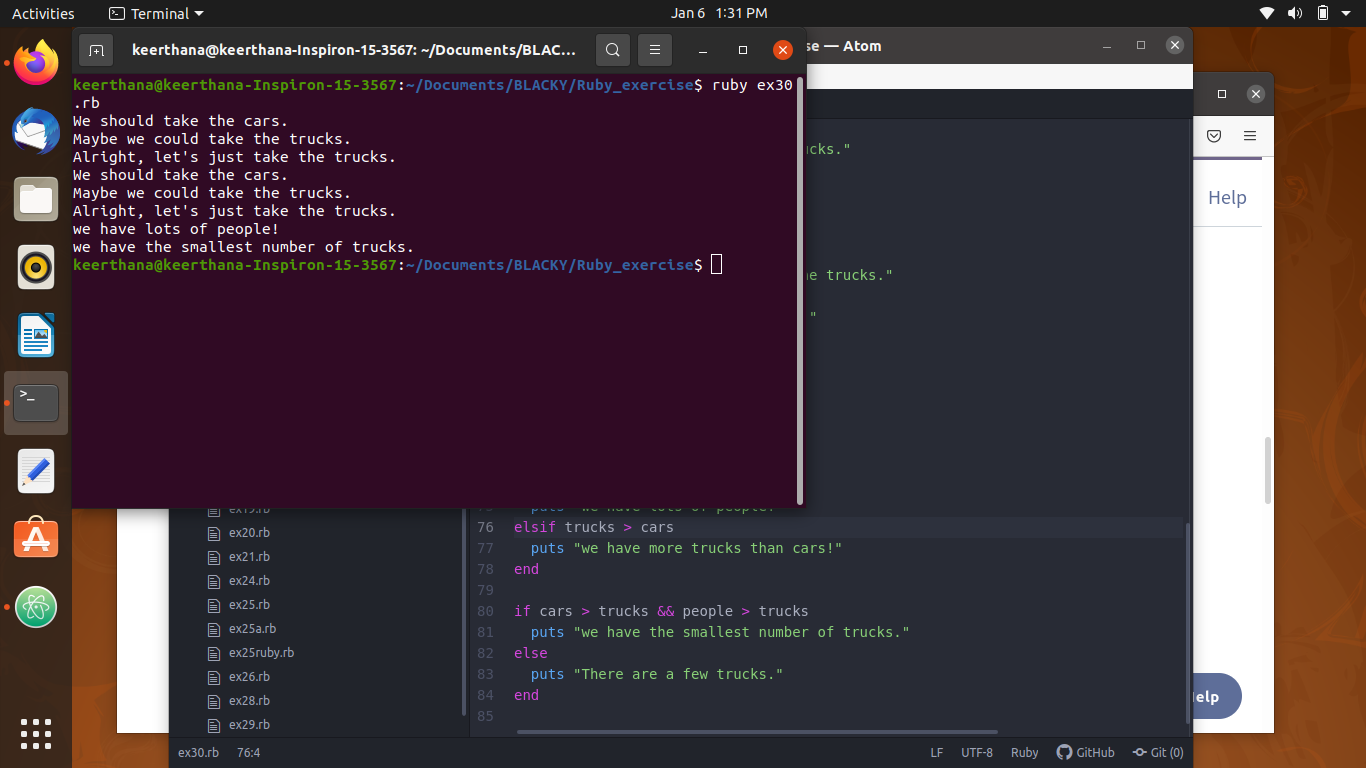 Activities
Terminal
Jan 6 1:31 PM
keerthana@keerthana-Inspiron-15-3567: ~/Documents/BLAC...
se — Atom
keerthana@keerthana-Inspiron-15-3567:~/Documents/BLACKY/Ruby_exercise$ ruby ex30
.rb
We should take the cars.
Maybe we could take the trucks.
Alright, let's just take the trucks.
We should take the cars.
Maybe we could take the trucks.
Alright, let's just take the trucks.
we have lots of people!
we have the smallest number of trucks.
keerthana@keerthana-Inspiron-15-3567:~/Documents/BLACKY/Ruby_exercise$
cks."
e trucks."
"
Help
ex19.rb
ex20.rb
ex21.rb
ex24.rb
ex25.rb
ex25a.rb
ex25ruby.rb
ex26.rb
ex28.rb
ex29.rb
75 puts "we have lots of people!"
76 elsif trucks > cars
77 puts "we have more trucks than cars!"
78 end
79
80 if cars > trucks && people > trucks
81 puts "we have the smallest number of trucks."
82 else
83 puts "There are a few trucks."
84 end
85
elp
ex30.rb
76:4
LF
UTF-8
Ruby
GitHub
Git (0)